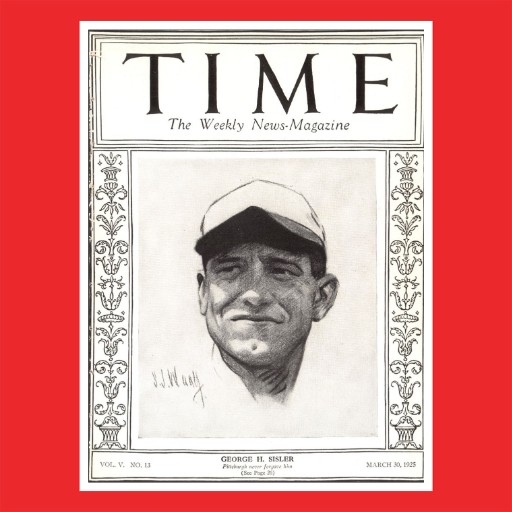 TIME
The Weekly News-Magazine
VOL. V. NO. 13
GEORGE H. SISLER
Pittsburgh never forgave him
(See Page 26)
MARCH 30, 1925